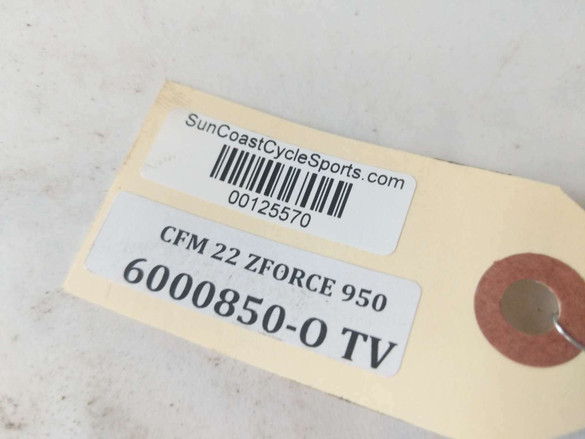 SunCoastCycleSports.com
00125570
CFM 22 ZFORCE 950
6000850-O TV